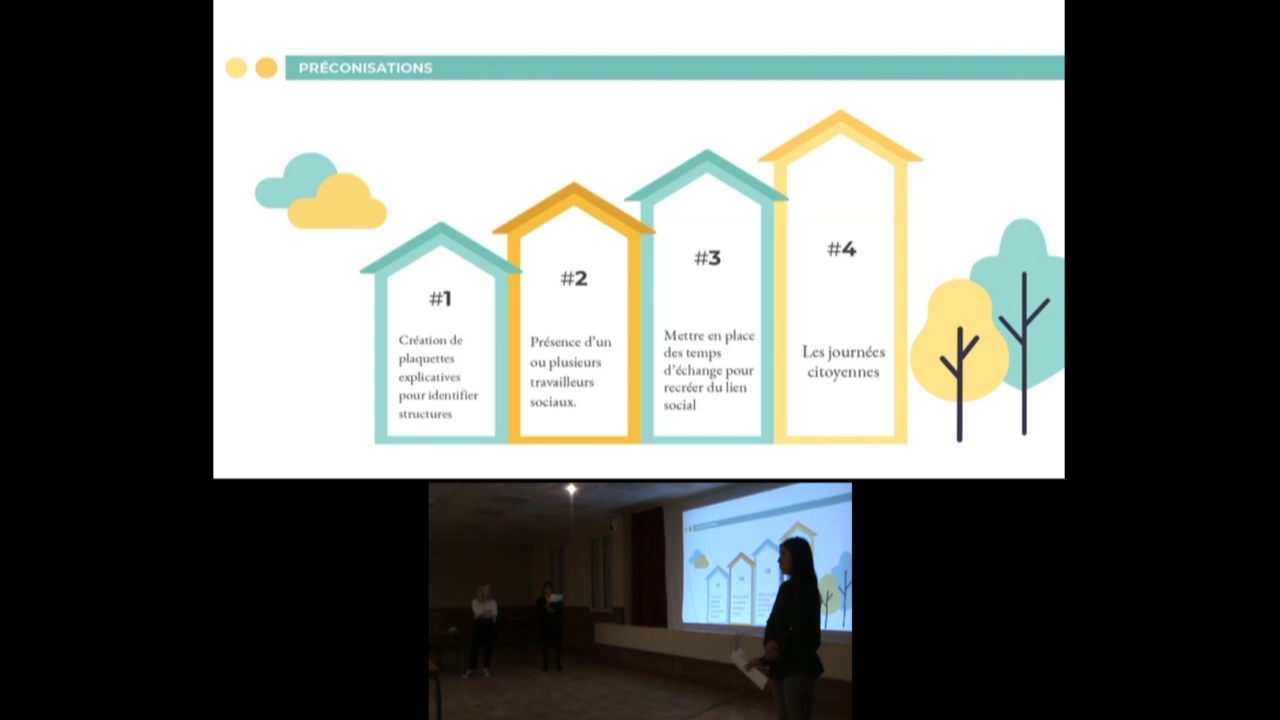 PRÉCONISATIONS
#1
Création de
plaquettes
explicatives
pour identifier
structures
#2
Présence d’un
ou plusieurs
travailleurs
sociaux.
#3
Mettre en place
des temps
d’échange pour
recréer du lien
social
#4
Les journées
citoyennes